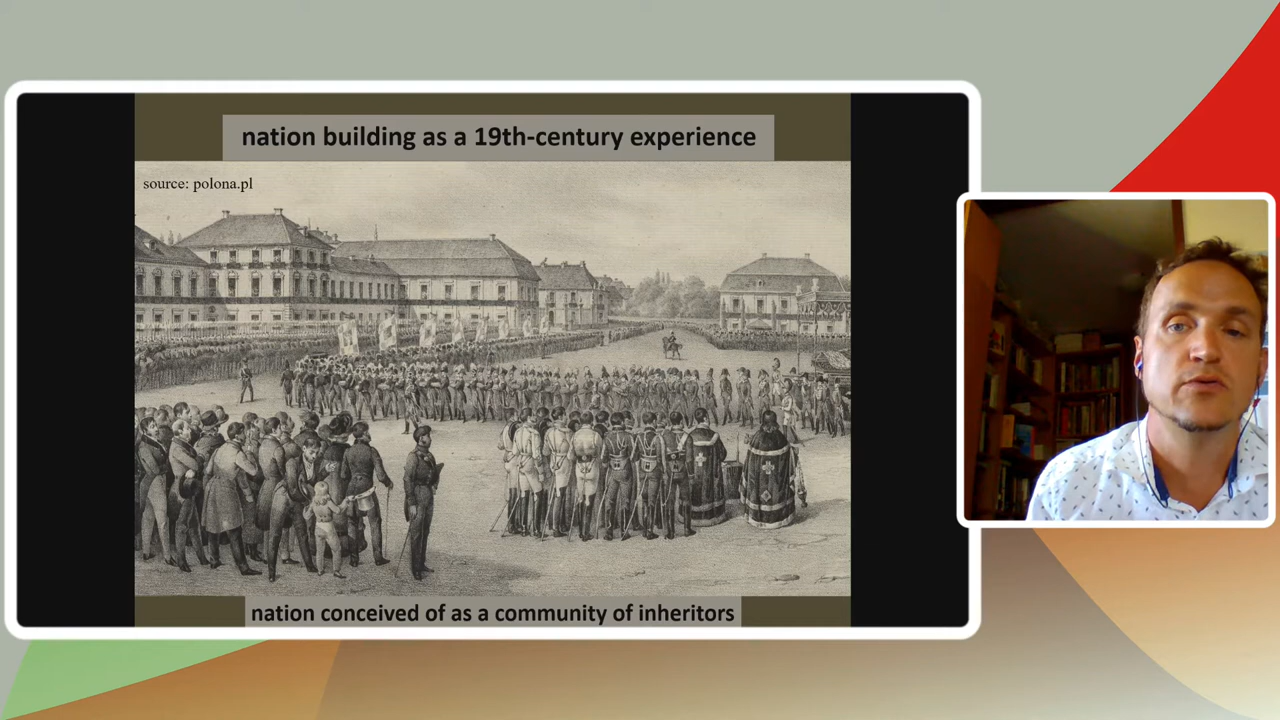 nation building as a 19th-century experience
source: polona.pl
nation conceived of as a community of inheritors